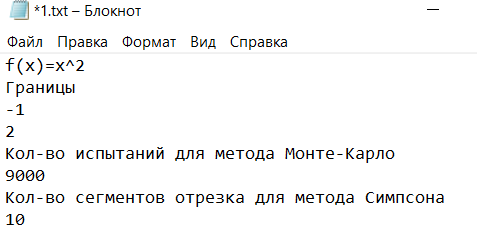 *1.txt – Блокнот
Файл Правка Формат Вид Справка
f(x)=x^2
Границы
-1
2
Кол-во испытаний для метода Монте-Карло
9000
Кол-во сегментов отрезка для метода Симпсона
10